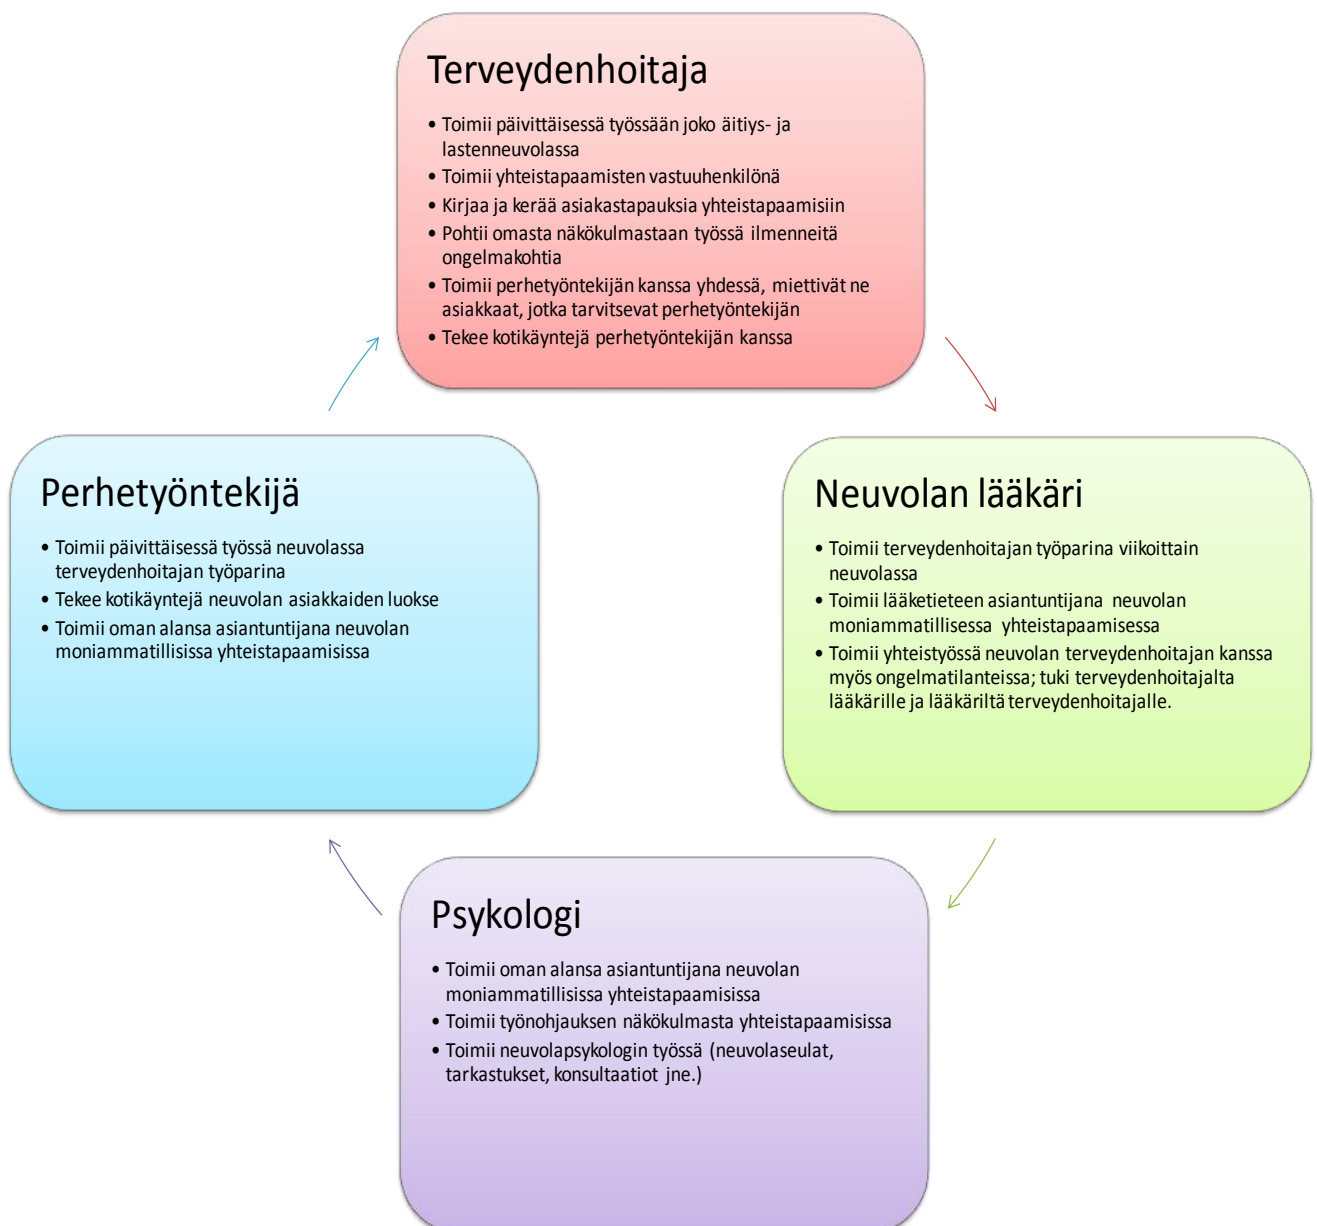 Terveydenhoitaja
• Toimii päivittäisessä työssään joko äitiys- ja
lastenneuvolassa
• Toimii yhteistapaamisten vastuuhenkilönä
• Kirjaa ja kerää asiakastapauksia yhteistapaamisiin
• Pohtii omasta näkökulmastaan työssä ilmenneitä
ongelmakohtia
• Toimii perhetyöntekijän kanssa yhdessä, miettivät ne
asiakkaat, jotka tarvitsevat perhetyöntekijän
• Tekee kotikäyntejä perhetyöntekijän kanssa
Neuvolan lääkäri
• Toimii terveydenhoitajan työparina viikoittain
neuvolassa
• Toimii lääketieteen asiantuntijana neuvolan
moniammatillisessa yhteistapaamisessa
• Toimii yhteistyössä neuvolan terveydenhoitajan kanssa
myös ongelmatilanteissa; tuki terveydenhoitajalta
lääkärille ja lääkäriltä terveydenhoitajalle.
Psykologi
• Toimii oman alansa asiantuntijana neuvolan
moniammatillisissa yhteistapaamisissa
• Toimii työnohjauksen näkökulmasta yhteistapaamisissa
• Toimii neuvolapsykologin työssä (neuvolaseulat,
tarkastukset, konsultaatiot jne.)
Perhetyöntekijä
• Toimii päivittäisessä työssä neuvolassa
terveydenhoitajan työparina
• Tekee kotikäyntejä neuvolan asiakkaiden luokse
• Toimii oman alansa asiantuntijana neuvolan
moniammatillisissa yhteistapaamisissa